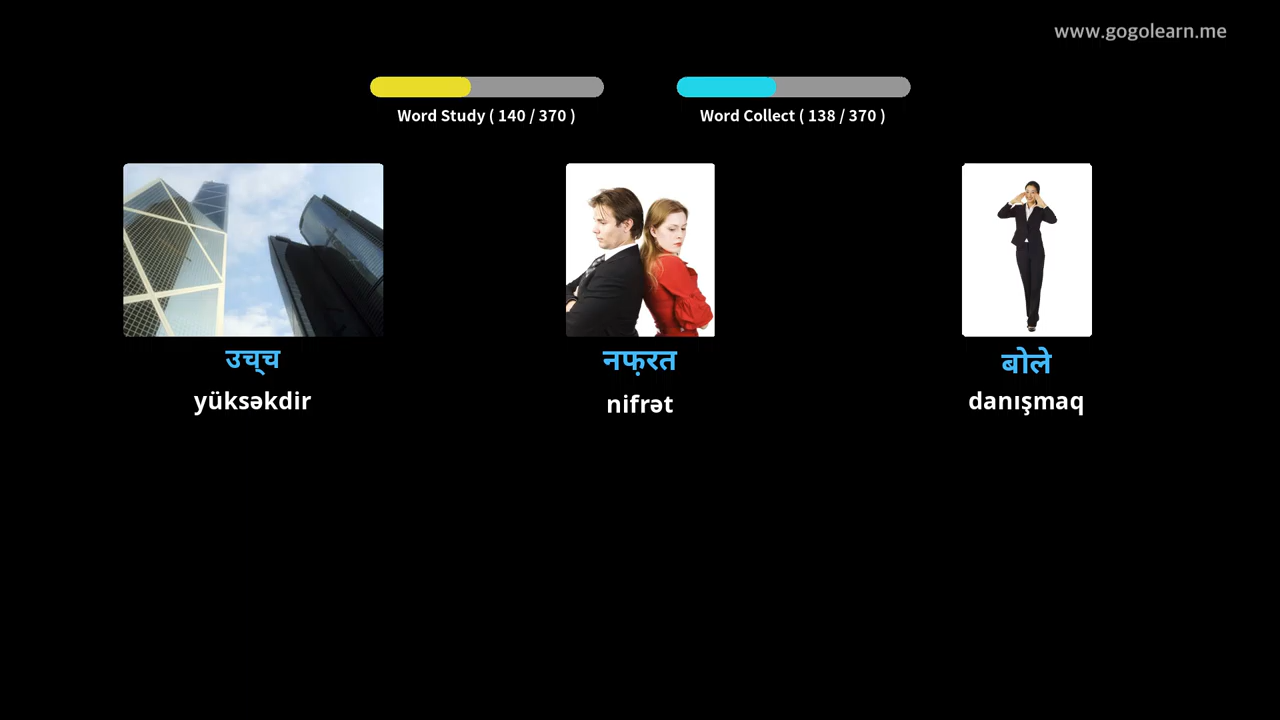 www.gogolearn.me
Word Study ( 140 / 370 )
Word Collect ( 138 / 370 )
उच्च
नफ़रत
बोले
yüksəkdir
nifrət
danışmaq